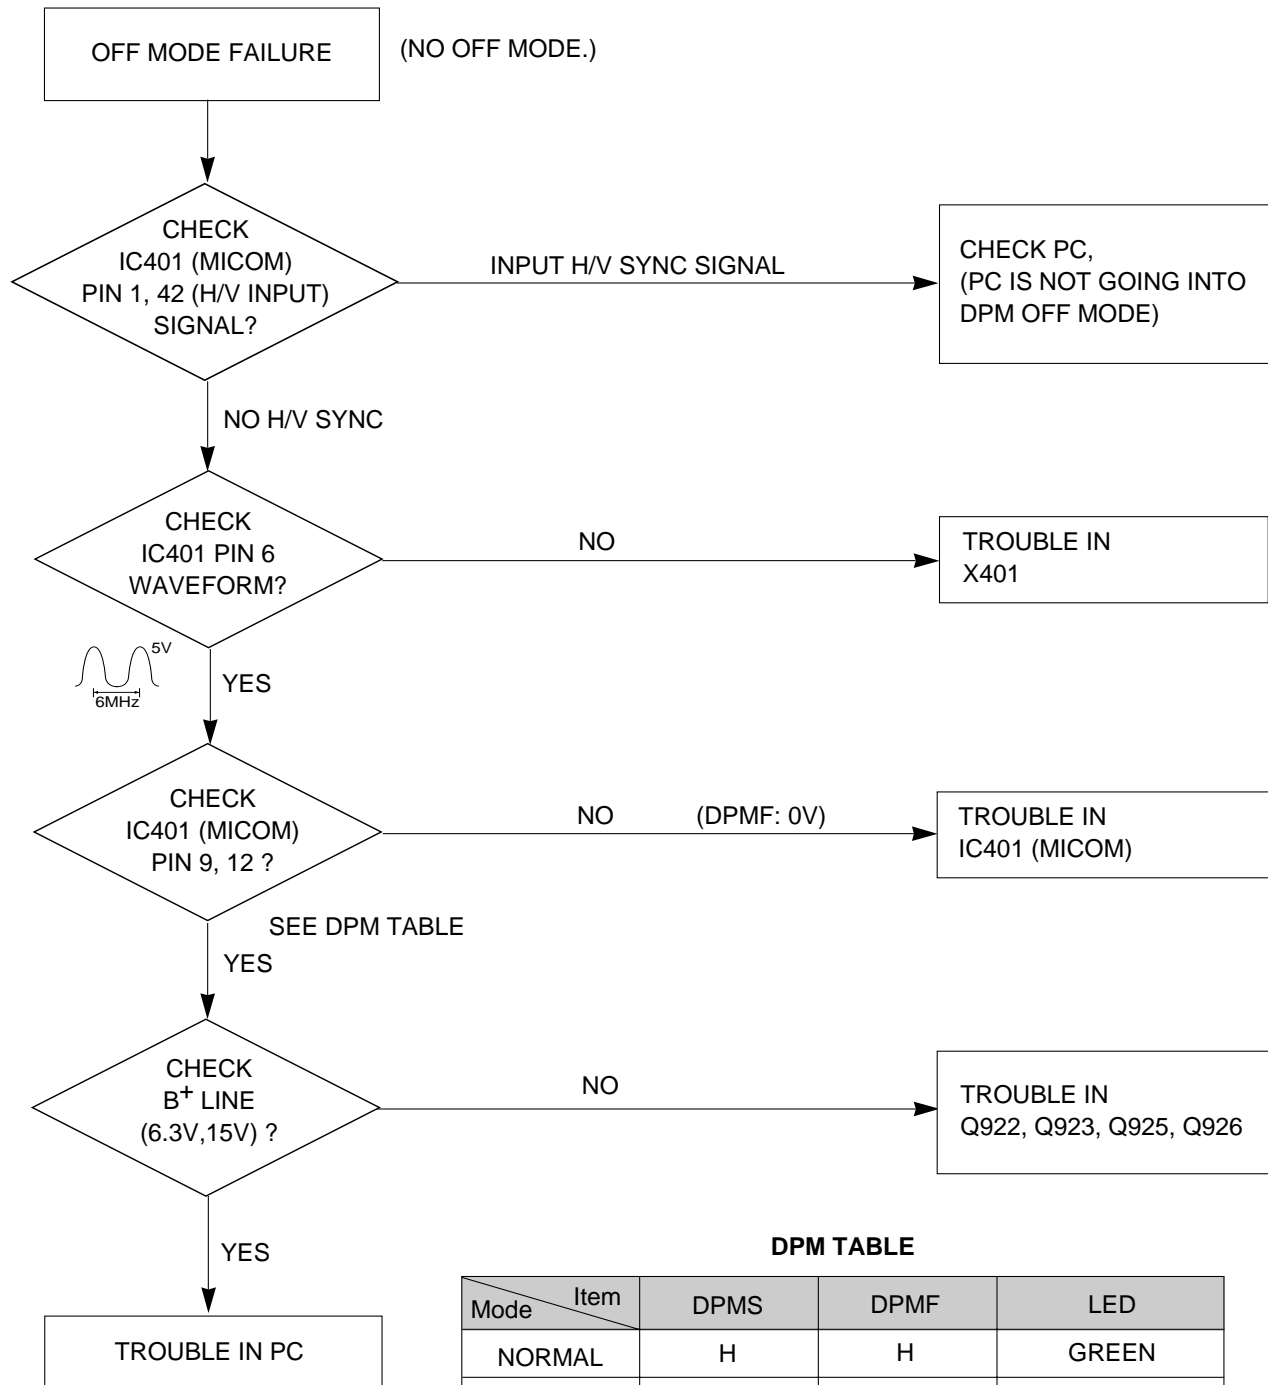 OFF MODE FAILURE
(NO OFF MODE.)
CHECK
IC401 (MICOM)
PIN 1, 42 (H/V INPUT)
SIGNAL?
INPUT H/V SYNC SIGNAL
CHECK PC,
(PC IS NOT GOING INTO
DPM OFF MODE)
NO H/V SYNC
CHECK
IC401 PIN 6
WAVEFORM?
NO
TROUBLE IN
X401
5V
6MHz
YES
CHECK
IC401 (MICOM)
PIN 9, 12 ?
NO (DPMF: 0V)
TROUBLE IN
IC401 (MICOM)
SEE DPM TABLE
YES
CHECK
B+ LINE
(6.3V,15V) ?
NO
TROUBLE IN
Q922, Q923, Q925, Q926
YES
TROUBLE IN PC
DPM TABLE
Mode Item DPMS DPMF LED
NORMAL H H GREEN